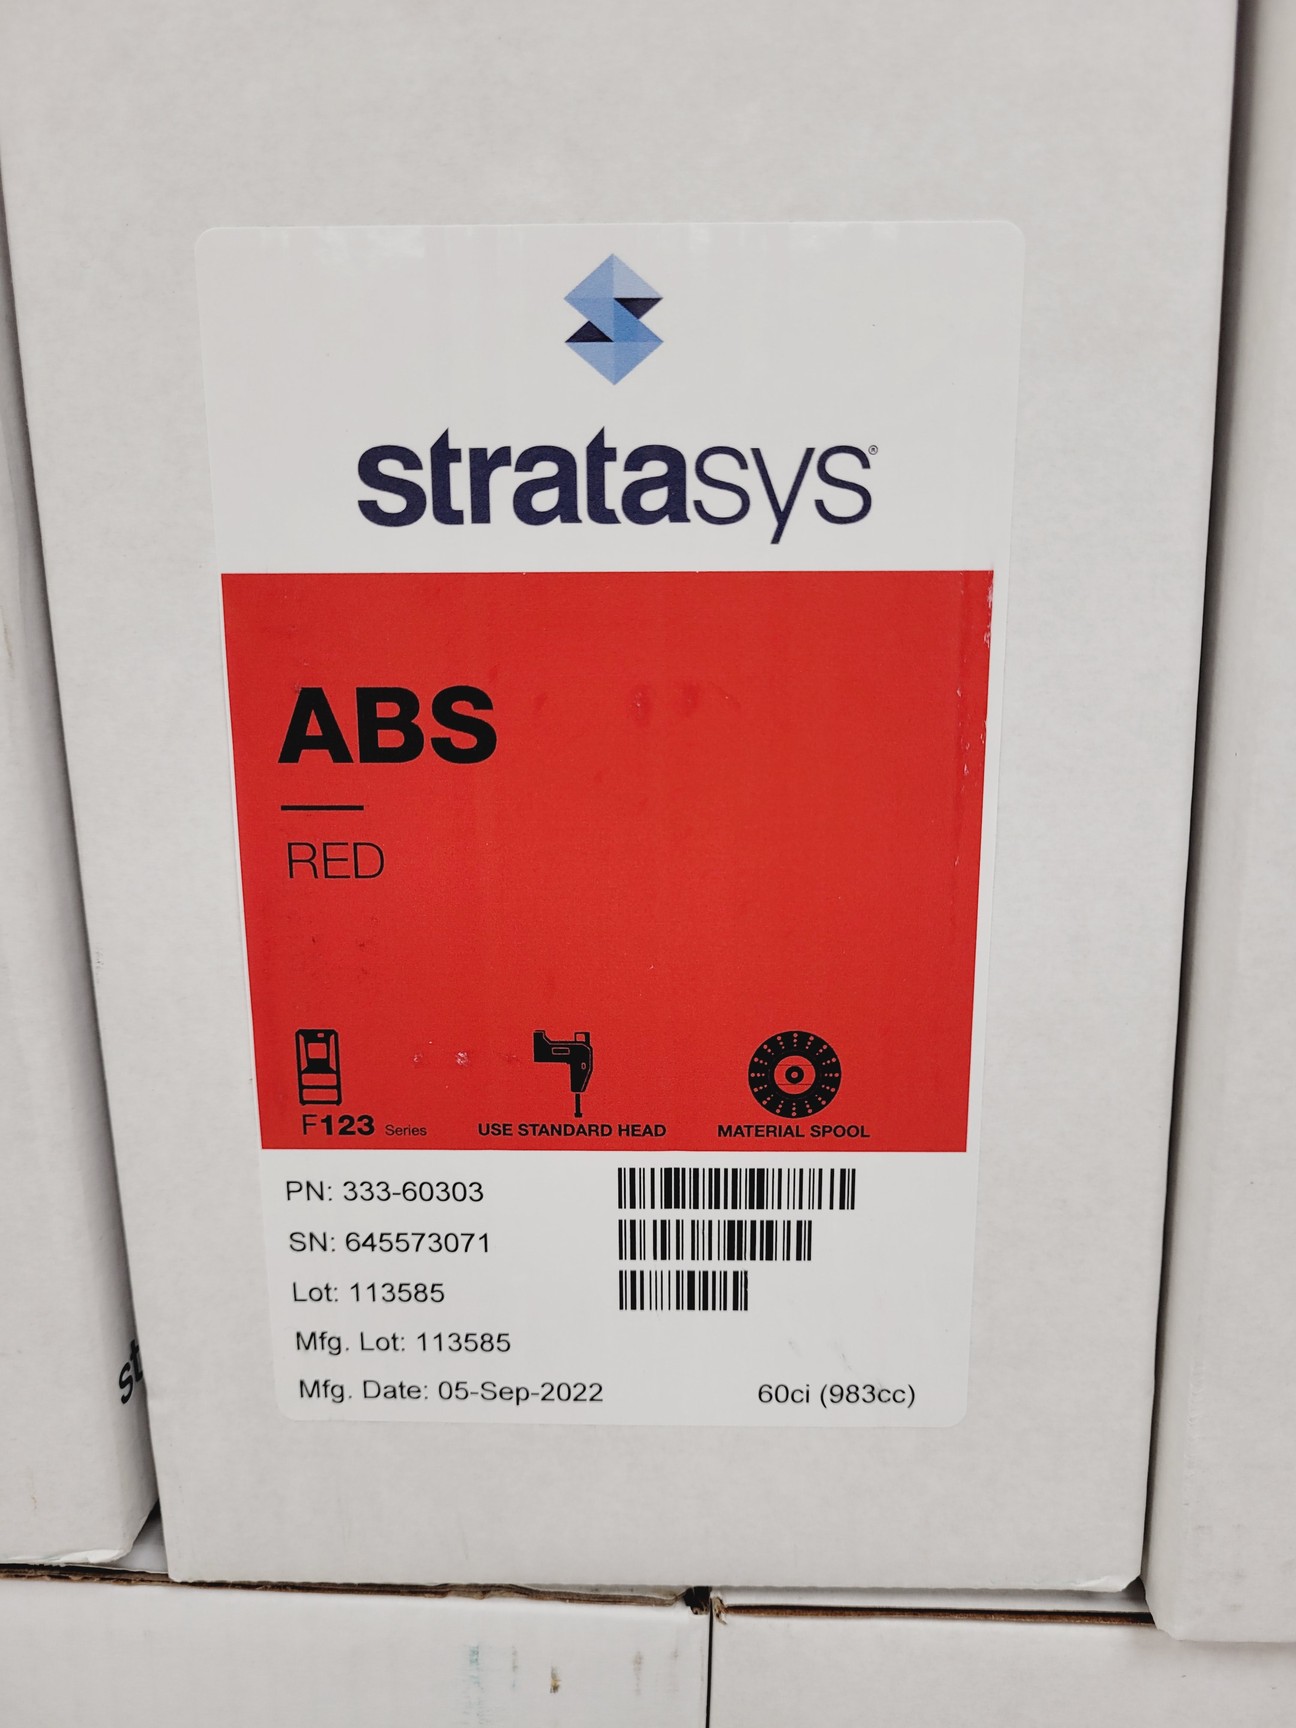 stratasys®
ABS
RED
F123 Series
USE STANDARD HEAD
MATERIAL SPOOL
PN: 333-60303
SN: 645573071
Lot: 113585
Mfg. Lot: 113585
Mfg. Date: 05-Sep-2022
60ci (983cc)
st